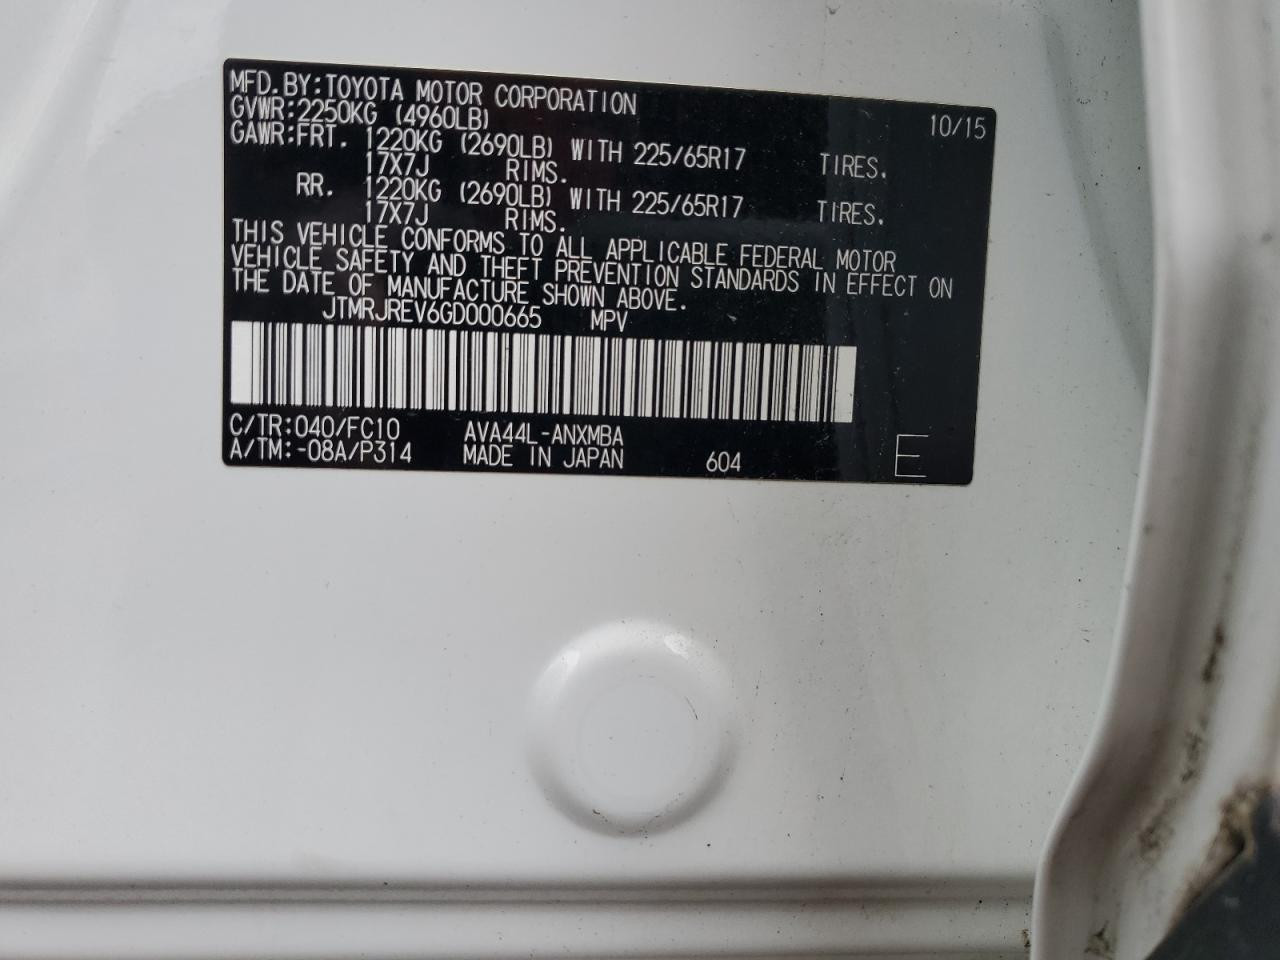 MFD.BY:TOYOTA MOTOR CORPORATION 10/15
GVWR:2250KG (4960LB)
GAWR:FRT. 1220KG (2690LB) WITH 225/65R17 TIRES.
17X7J RIMS.
RR. 1220KG (2690LB) WITH 225/65R17 TIRES.
17X7J RIMS.
THIS VEHICLE CONFORMS TO ALL APPLICABLE FEDERAL MOTOR
VEHICLE SAFETY AND THEFT PREVENTION STANDARDS IN EFFECT ON
THE DATE OF MANUFACTURE SHOWN ABOVE.
JTMRJREV6GD000665 MPV
C/TR:040/FC10 AVA44L-ANXMBA
A/TM:-08A/P314 MADE IN JAPAN 604 E